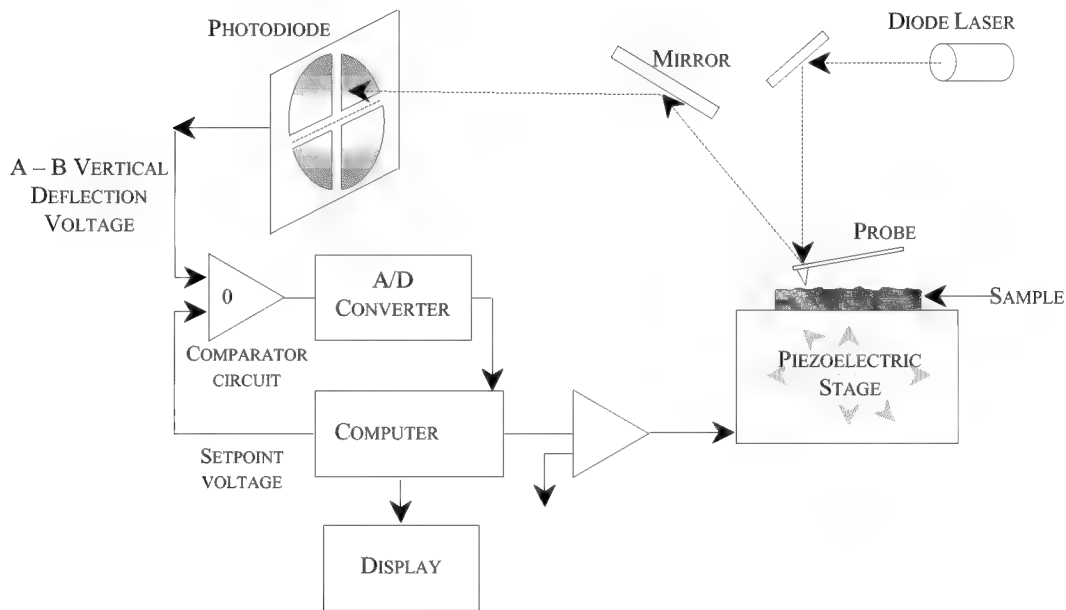 PHOTODIODE
MIRROR
DIODE LASER
A – B VERTICAL
DEFLECTION
VOLTAGE
PROBE
SAMPLE
0
A/D
CONVERTER
COMPARATOR
CIRCUIT
PIEZOELECTRIC
STAGE
COMPUTER
SETPOINT
VOLTAGE
DISPLAY